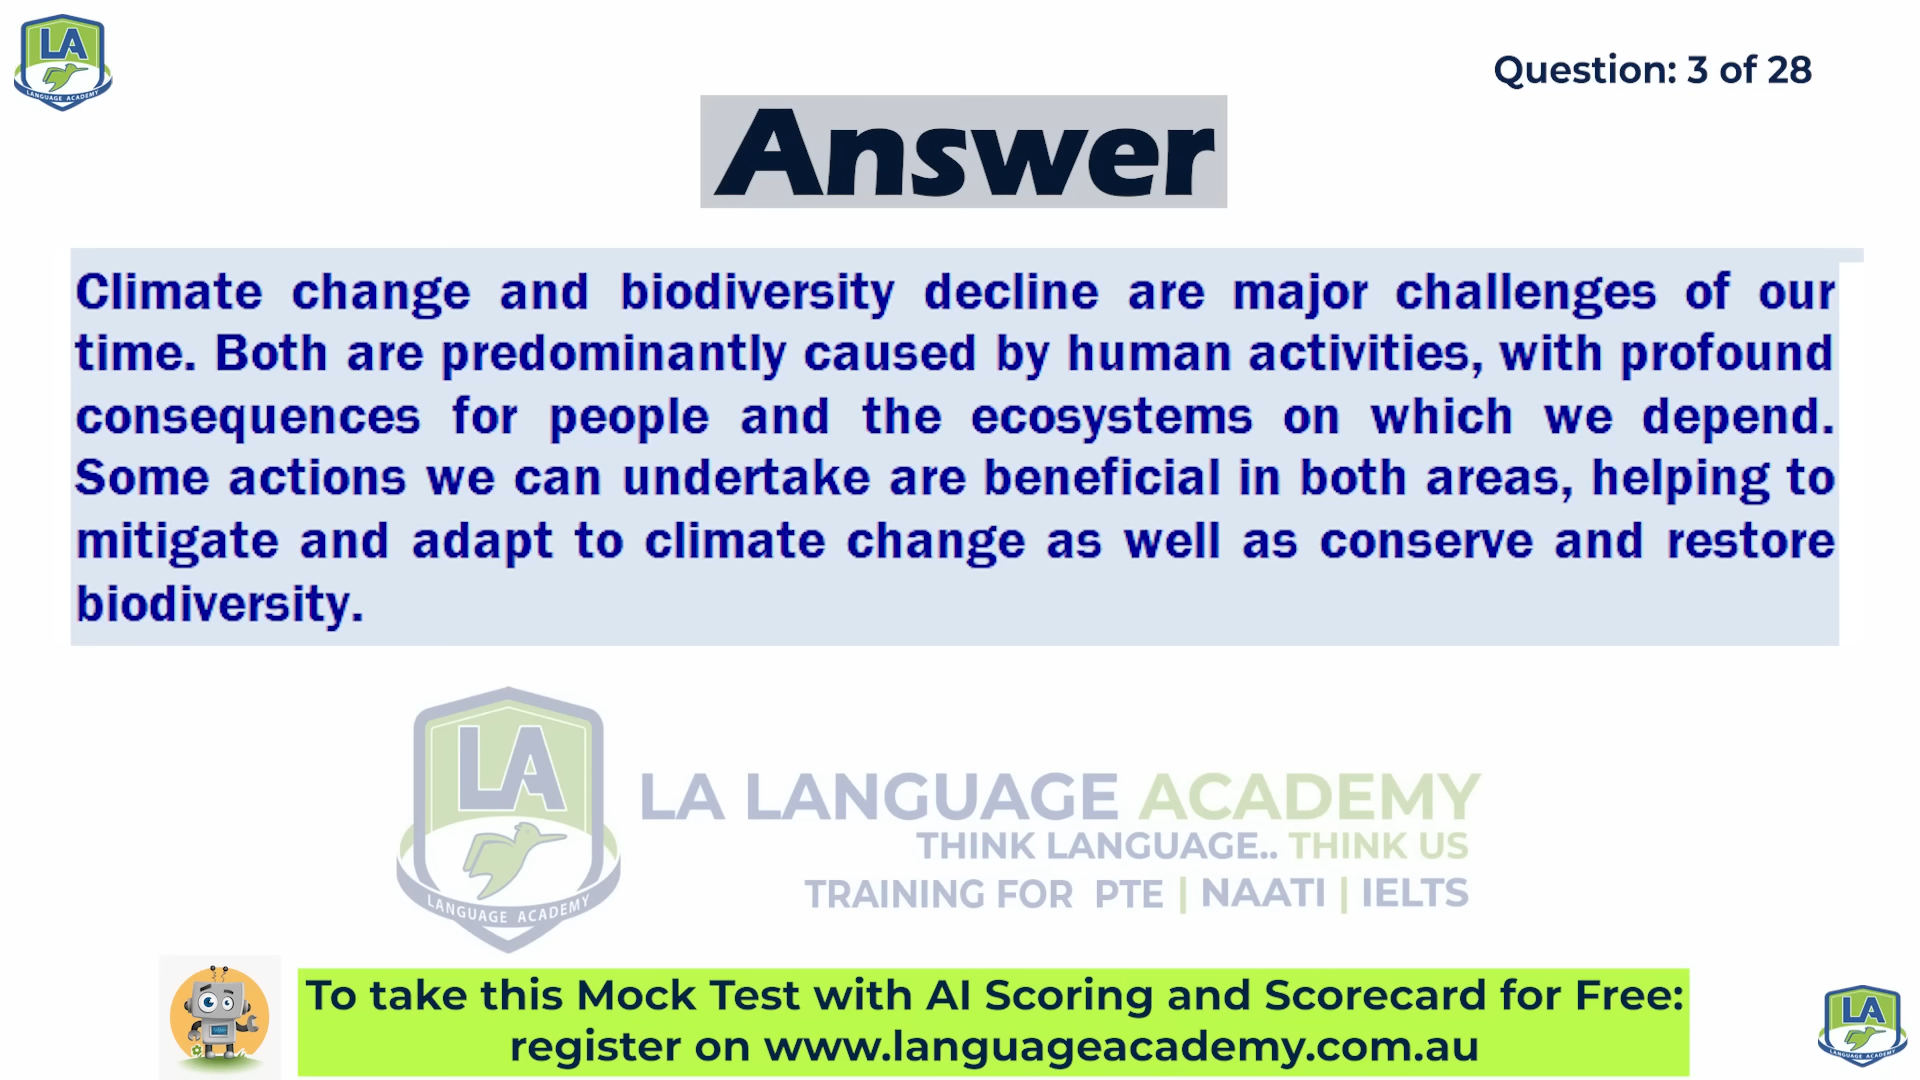 LA
LANGUAGE ACADEMY
Question: 3 of 28
Answer
Climate change and biodiversity decline are major challenges of our
time. Both are predominantly caused by human activities, with profound
consequences for people and the ecosystems on which we depend.
Some actions we can undertake are beneficial in both areas, helping to
mitigate and adapt to climate change as well as conserve and restore
biodiversity.
LA
LANGUAGE ACADEMY
LA LANGUAGE ACADEMY
THINK LANGUAGE.. THINK US
TRAINING FOR PTE | NAATI | IELTS
To take this Mock Test with AI Scoring and Scorecard for Free:
register on www.languageacademy.com.au
LA
LANGUAGE ACADEMY